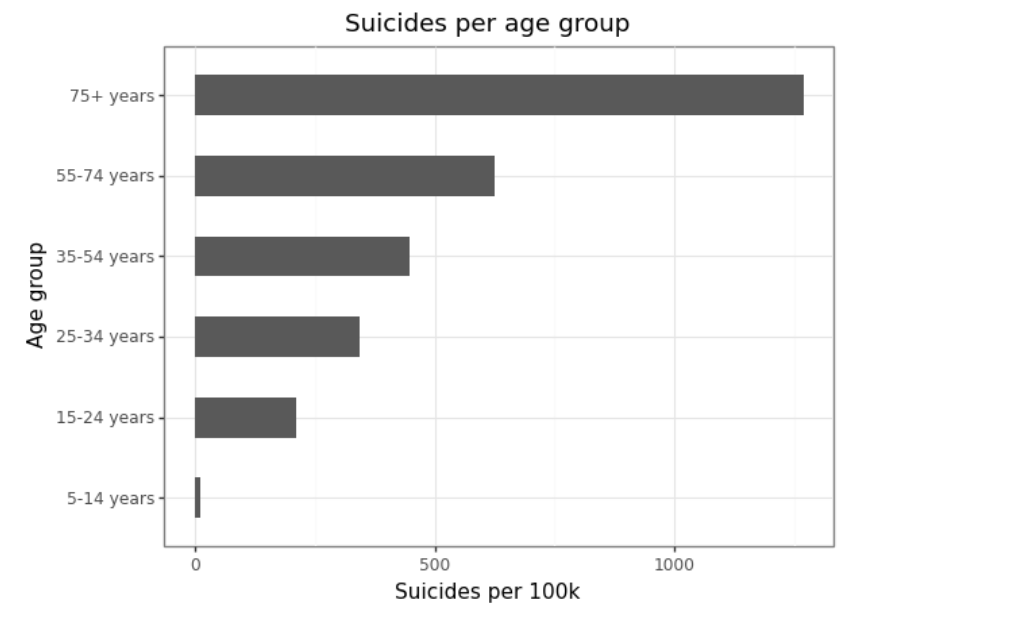 Suicides per age group
Age group
75+ years
55-74 years
35-54 years
25-34 years
15-24 years
5-14 years
0 500 1000
Suicides per 100k